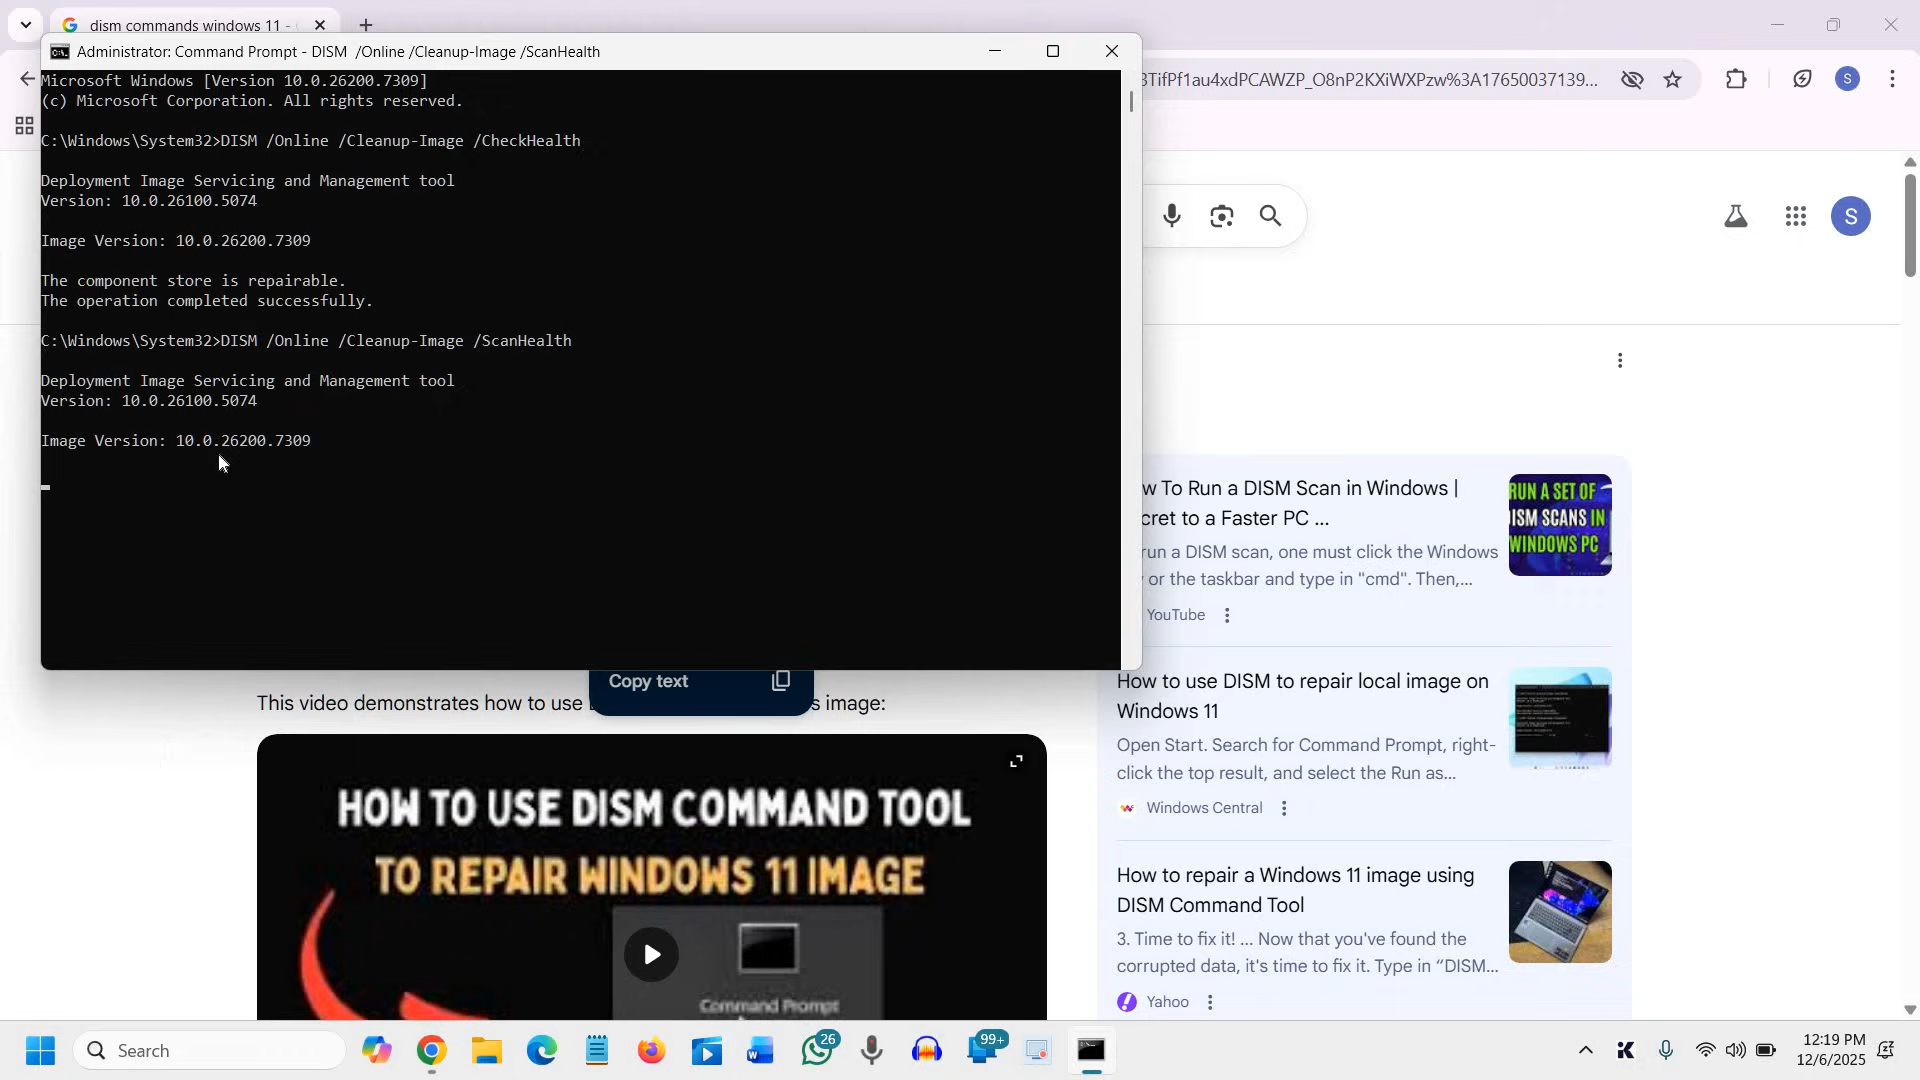 dism commands windows 11 -
Administrator: Command Prompt - DISM /Online /Cleanup-Image /ScanHealth
3TifPf1au4xdPCAWZP_O8nP2KXiWXPzw%3A17650037139...
S
Microsoft Windows [Version 10.0.26200.7309]
(c) Microsoft Corporation. All rights reserved.
C:\Windows\System32>DISM /Online /Cleanup-Image /CheckHealth
Deployment Image Servicing and Management tool
Version: 10.0.26100.5074
Image Version: 10.0.26200.7309
The component store is repairable.
The operation completed successfully.
C:\Windows\System32>DISM /Online /Cleanup-Image /ScanHealth
Deployment Image Servicing and Management tool
Version: 10.0.26100.5074
Image Version: 10.0.26200.7309
S
To Run a DISM Scan in Windows |
to a Faster PC ...
run a DISM scan, one must click the Windows
or the taskbar and type in "cmd". Then,...
YouTube
RUN A SET OF
DISM SCANS IN
WINDOWS PC
How to use DISM to repair local image on
Windows 11
Open Start. Search for Command Prompt, right-
click the top result, and select the Run as...
Windows Central
How to repair a Windows 11 image using
DISM Command Tool
3. Time to fix it! ... Now that you've found the
corrupted data, it's time to fix it. Type in “DISM...
Yahoo
Copy text
This video demonstrates how to use
s image:
HOW TO USE DISM COMMAND TOOL
TO REPAIR WINDOWS 11 IMAGE
Command Prompt
Search
26
99+
12:19 PM
12/6/2025